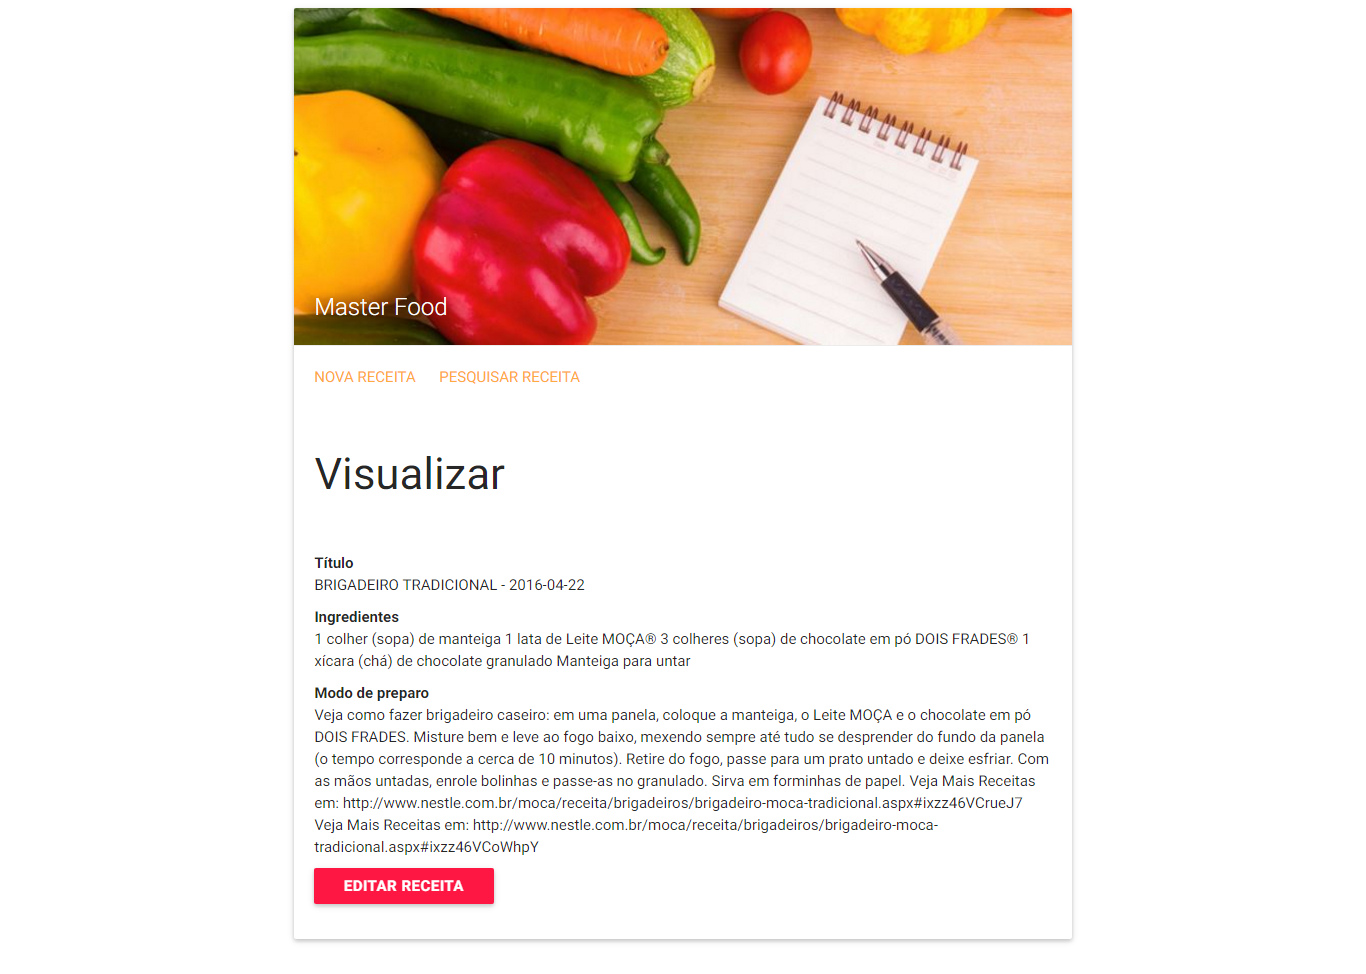 Master Food
NOVA RECEITA PESQUISAR RECEITA
Visualizar
Título
BRIGADEIRO TRADICIONAL - 2016-04-22
Ingredientes
1 colher (sopa) de manteiga 1 lata de Leite MOÇA® 3 colheres (sopa) de chocolate em pó DOIS FRADES® 1
xícara (chá) de chocolate granulado Manteiga para untar
Modo de preparo
Veja como fazer brigadeiro caseiro: em uma panela, coloque a manteiga, o Leite MOÇA e o chocolate em pó
DOIS FRADES. Misture bem e leve ao fogo baixo, mexendo sempre até tudo se desprender do fundo da panela
(o tempo corresponde a cerca de 10 minutos). Retire do fogo, passe para um prato untado e deixe esfriar. Com
as mãos untadas, enrole bolinhas e passe-as no granulado. Sirva em forminhas de papel. Veja Mais Receitas
em: http://www.nestle.com.br/moca/receita/brigadeiros/brigadeiro-moca-tradicional.aspx#ixzz46VCrueJ7
Veja Mais Receitas em: http://www.nestle.com.br/moca/receita/brigadeiros/brigadeiro-moca-
tradicional.aspx#ixzz46VCoWhpY
EDITAR RECEITA